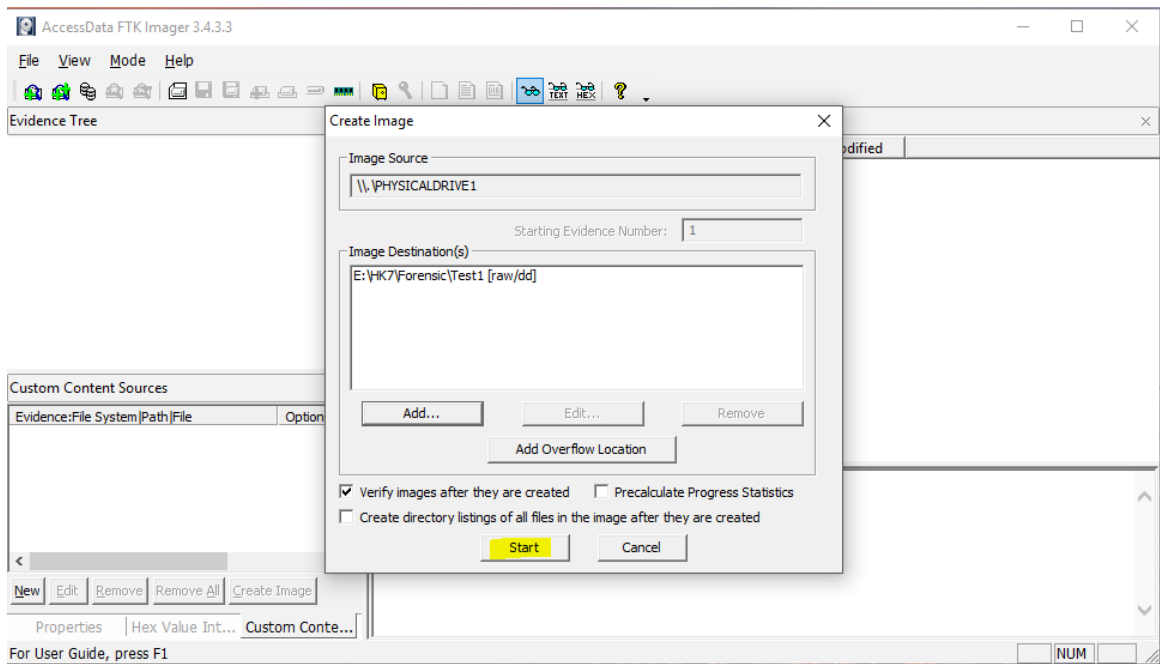 AccessData FTK Imager 3.4.3.3
File View Mode Help
TEXT HEX
Evidence Tree
Create Image
odified
Image Source
\\.\PHYSICALDRIVE1
Starting Evidence Number: 1
Image Destination(s)
E:\HK7\Forensic\Test1 [raw/dd]
Custom Content Sources
Evidence:File System|Path|File Option
Add... Edit... Remove
Add Overflow Location
Verify images after they are created Precalculate Progress Statistics
Create directory listings of all files in the image after they are created
Start Cancel
New Edit Remove Remove All Create Image
Properties Hex Value Int... Custom Conte...
For User Guide, press F1 NUM